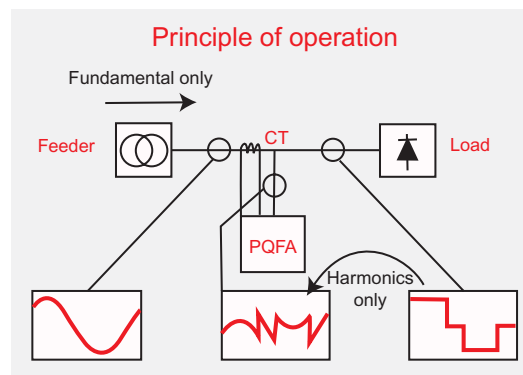 Principle of operation
Fundamental only
Feeder
CT
Load
PQFA
Harmonics
only